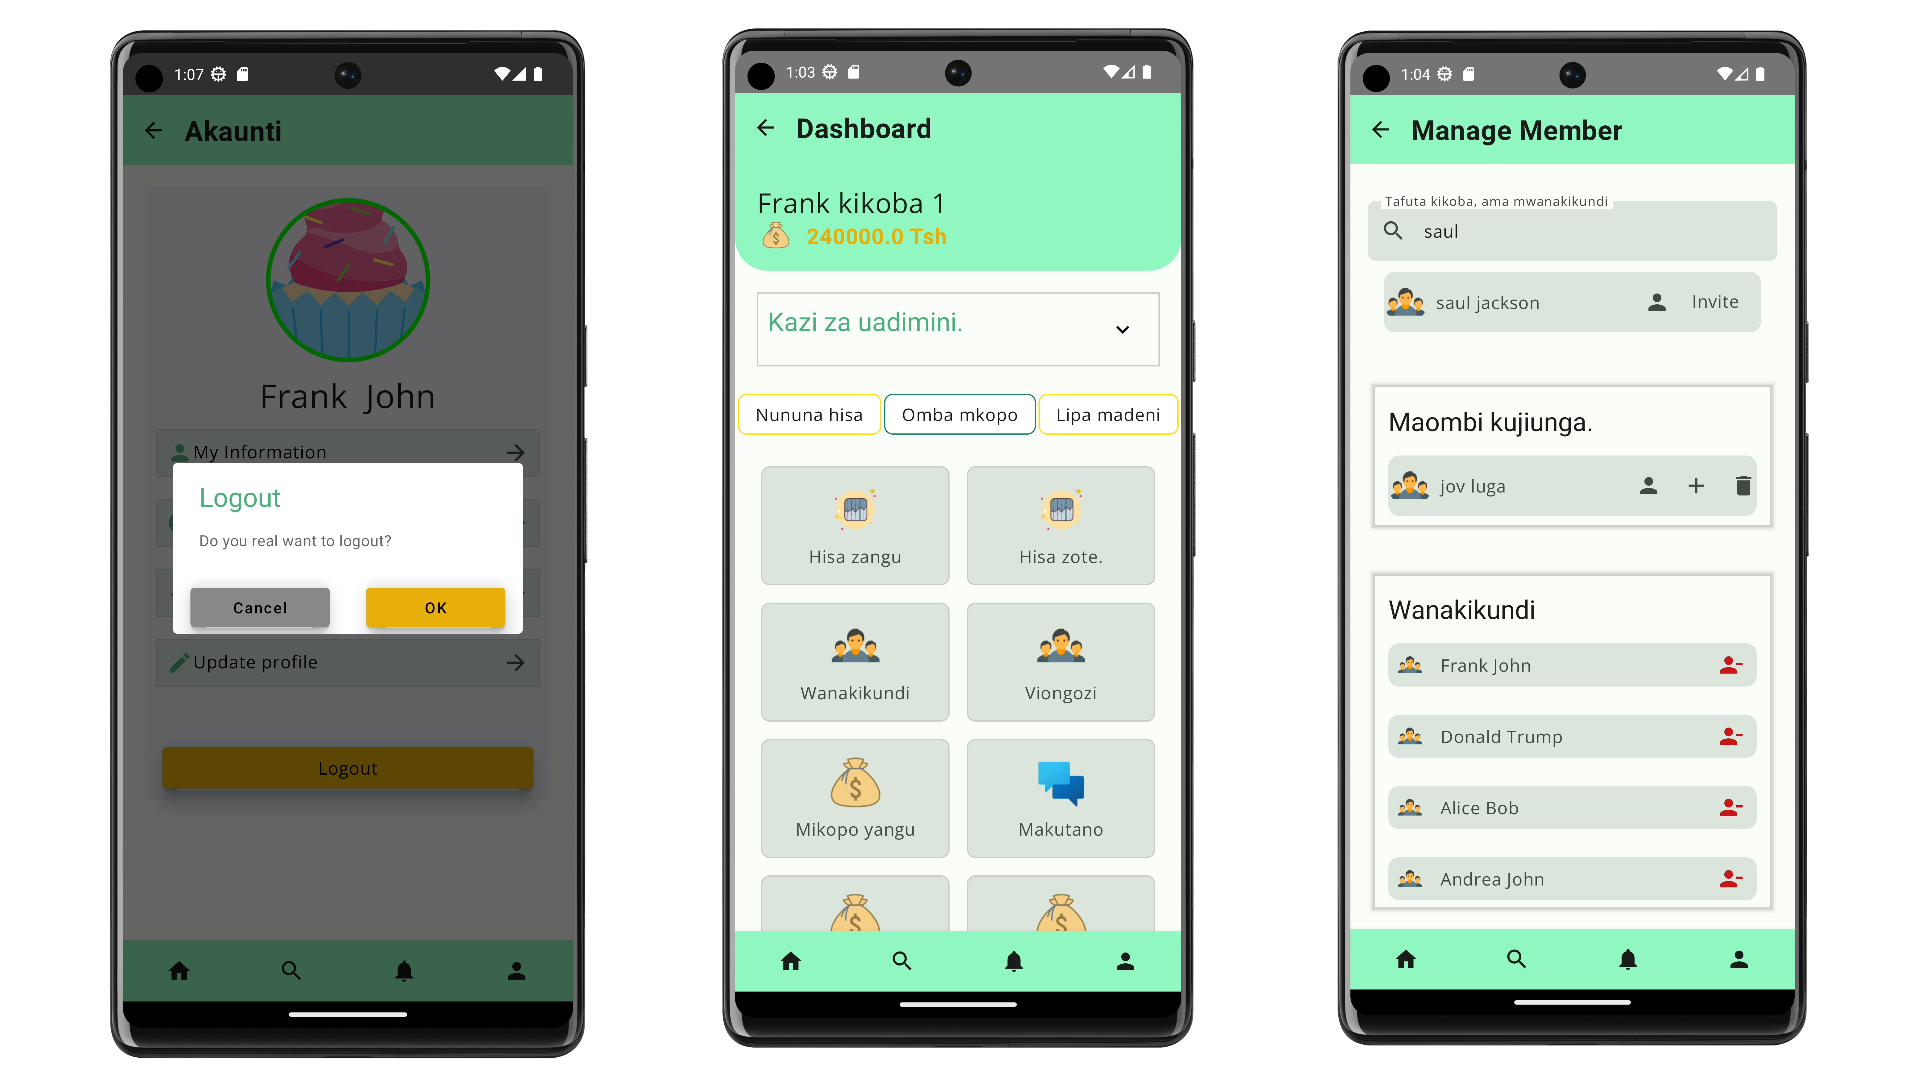 1:07
Akaunti
Frank John
My Information
Logout
Do you real want to logout?
Cancel
OK
Update profile
Logout
1:03
Dashboard
Frank kikoba 1
240000.0 Tsh
Kazi za uadimini.
Nununa hisa
Omba mkopo
Lipa madeni
Hisa zangu
Hisa zote.
Wanakikundi
Viongozi
Mikopo yangu
Makutano
1:04
Manage Member
Tafuta kikoba, ama mwanakikundi
saul
saul jackson
Invite
Maombi kujiunga.
jov luga
Wanakikundi
Frank John
Donald Trump
Alice Bob
Andrea John